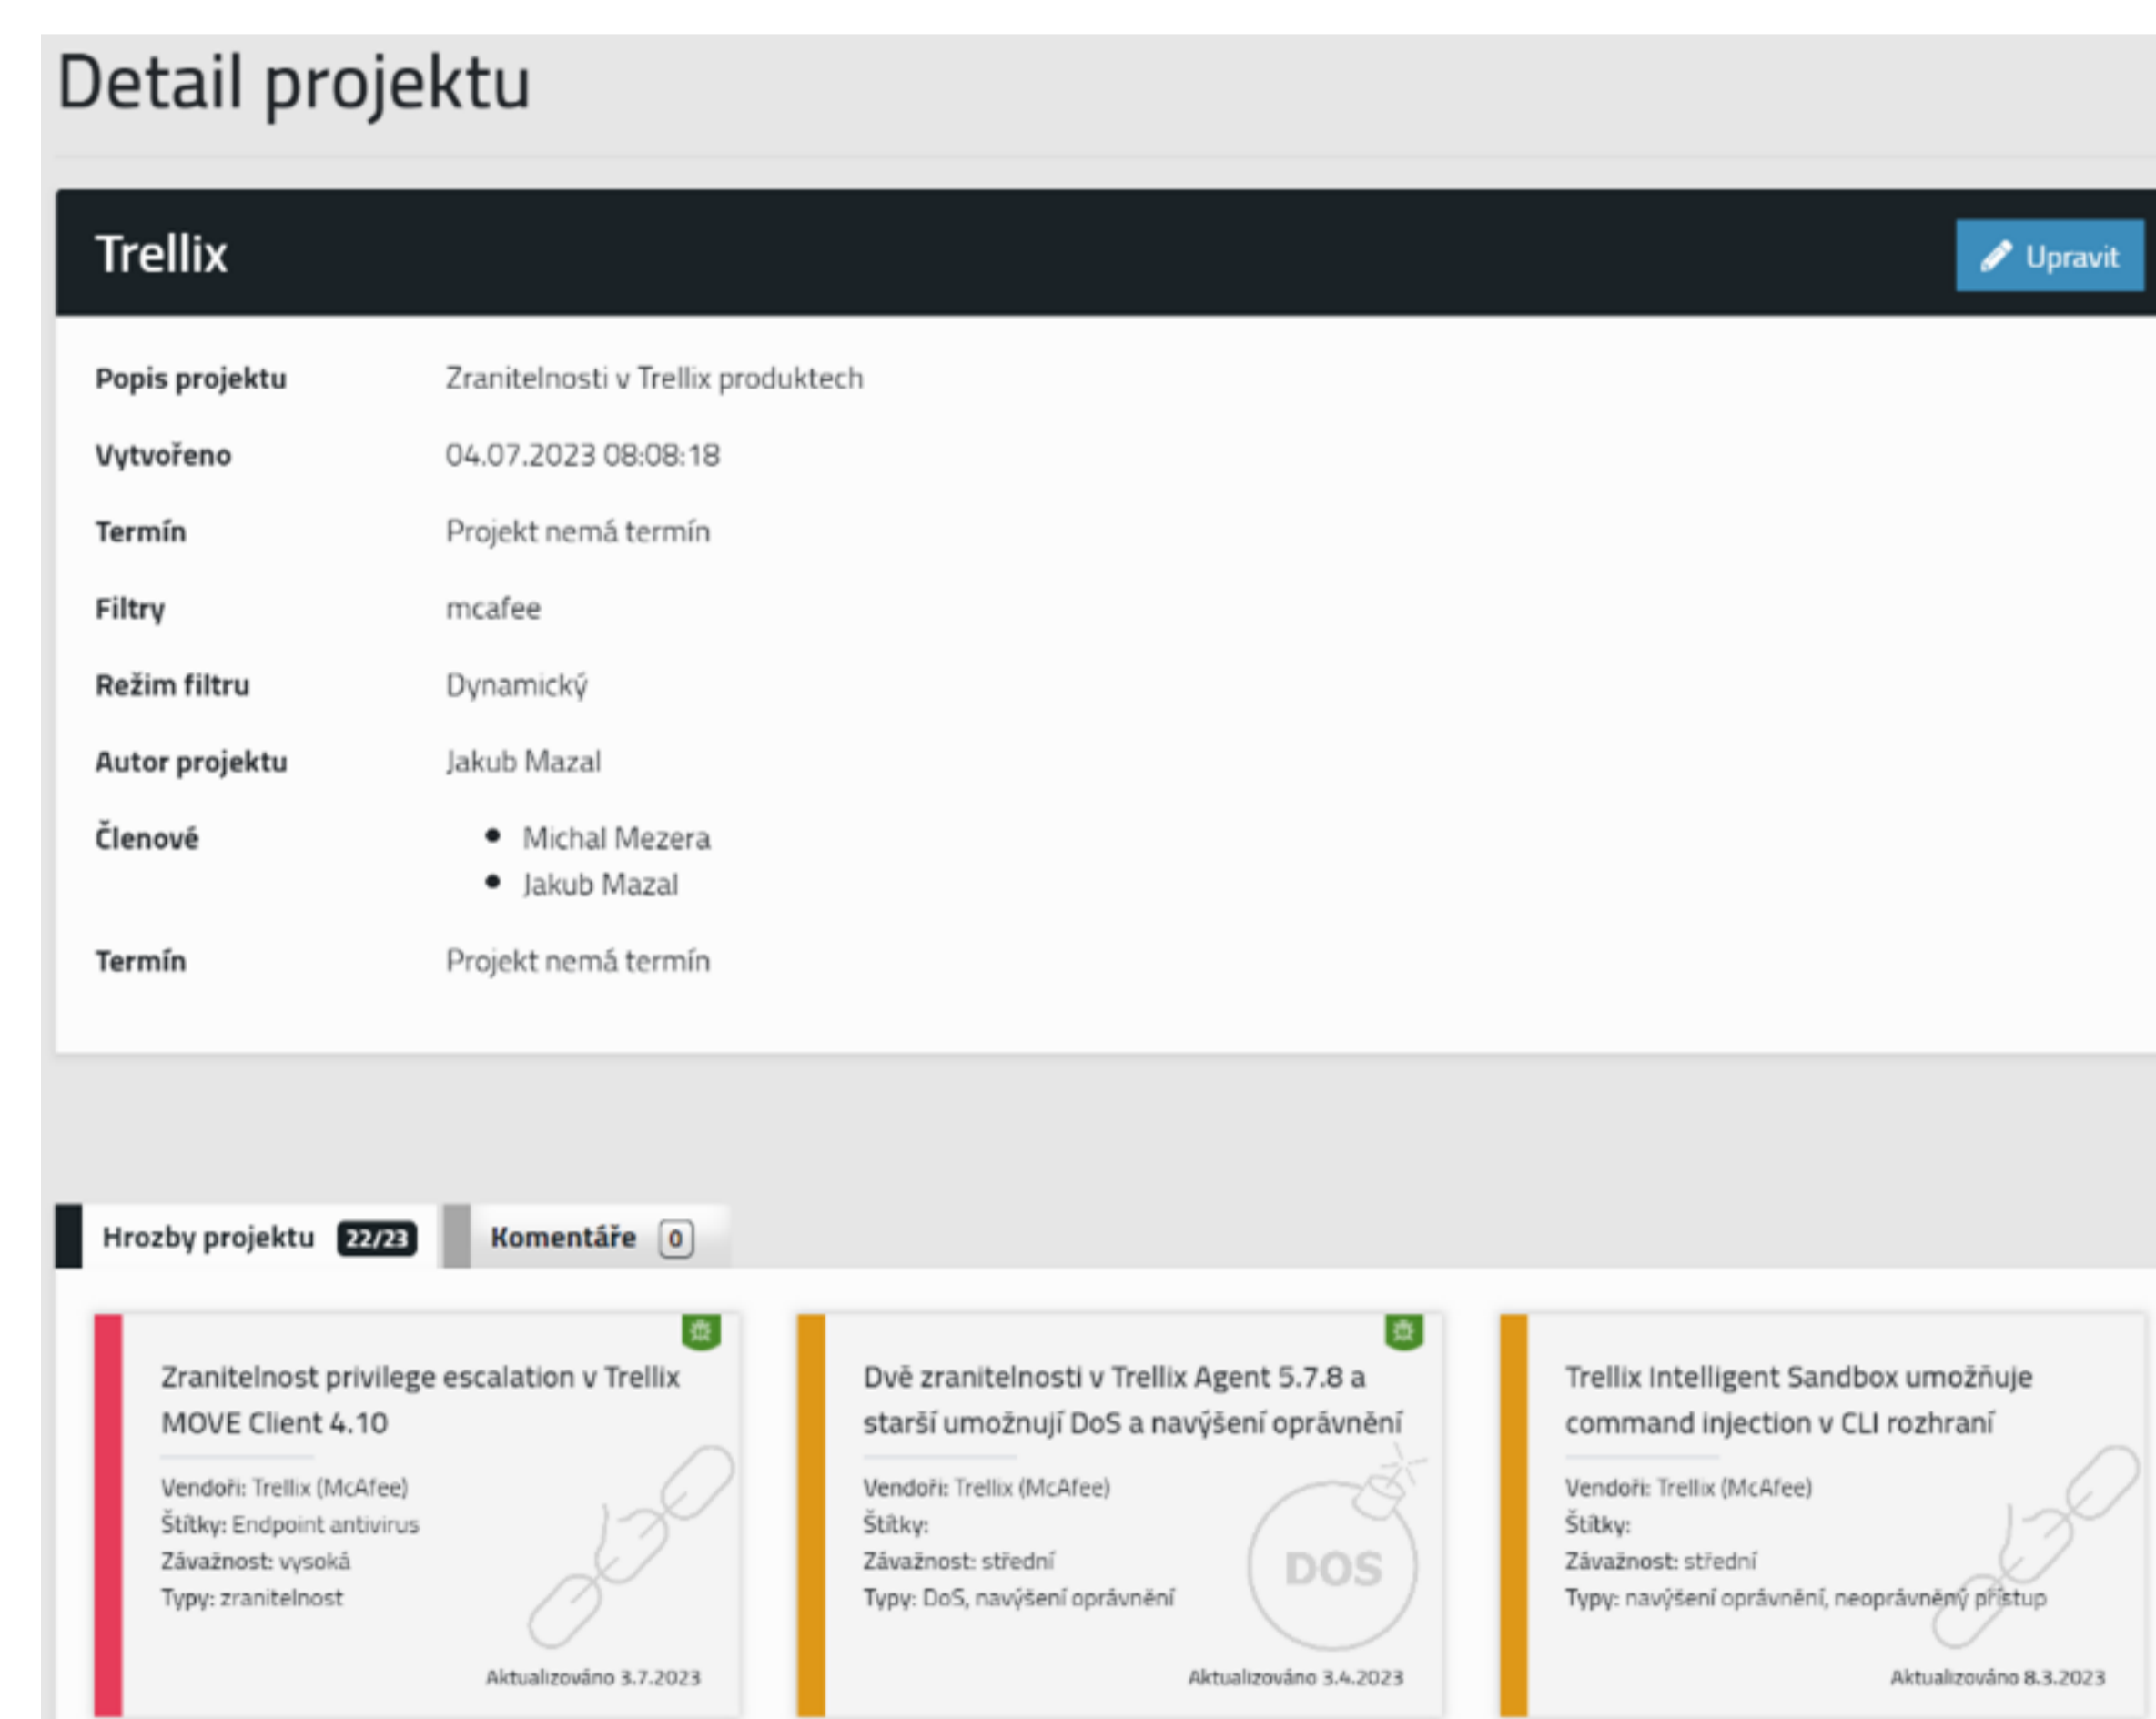 Detail projektu
Trellix
Upravit
Popis projektu Zranitelnosti v Trellix produktech
Vytvořeno 04.07.2023 08:08:18
Termín Projekt nemá termín
Filtry mcafee
Režim filtru Dynamický
Autor projektu Jakub Mazal
Členové • Michal Mezera
• Jakub Mazal
Termín Projekt nemá termín
Hrozby projektu 22/23 Komentáře 0
Zranitelnost privilege escalation v Trellix
MOVE Client 4.10
Vendoři: Trellix (McAfee)
Štítky: Endpoint antivirus
Závažnost: vysoká
Typy: zranitelnost
Aktualizováno 3.7.2023
Dvě zranitelnosti v Trellix Agent 5.7.8 a
starší umožnují DoS a navýšení oprávnění
Vendoři: Trellix (McAfee)
Štítky:
Závažnost: střední
Typy: DoS, navýšení oprávnění
DOS
Aktualizováno 3.4.2023
Trellix Intelligent Sandbox umožňuje
command injection v CLI rozhraní
Vendoři: Trellix (McAfee)
Štítky:
Závažnost: střední
Typy: navýšení oprávnění, neoprávněný přístup
Aktualizováno 8.3.2023